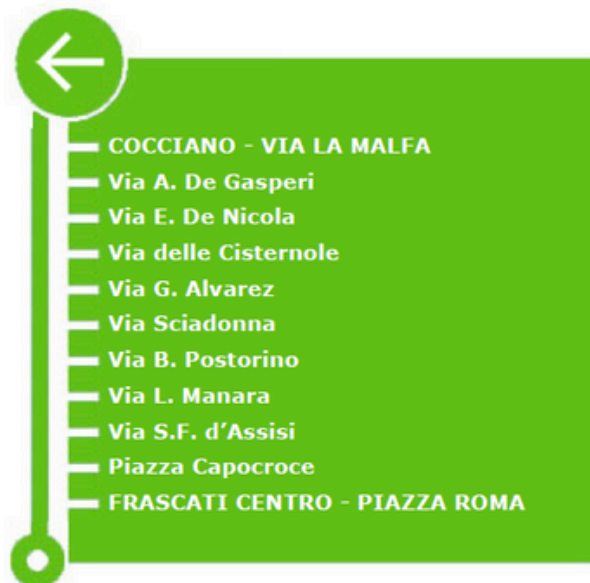 COCCIANO - VIA LA MALFA
Via A. De Gasperi
Via E. De Nicola
Via delle Cisternole
Via G. Alvarez
Via Sciadonna
Via B. Postorino
Via L. Manara
Via S.F. d’Assisi
Piazza Capocroce
FRASCATI CENTRO - PIAZZA ROMA